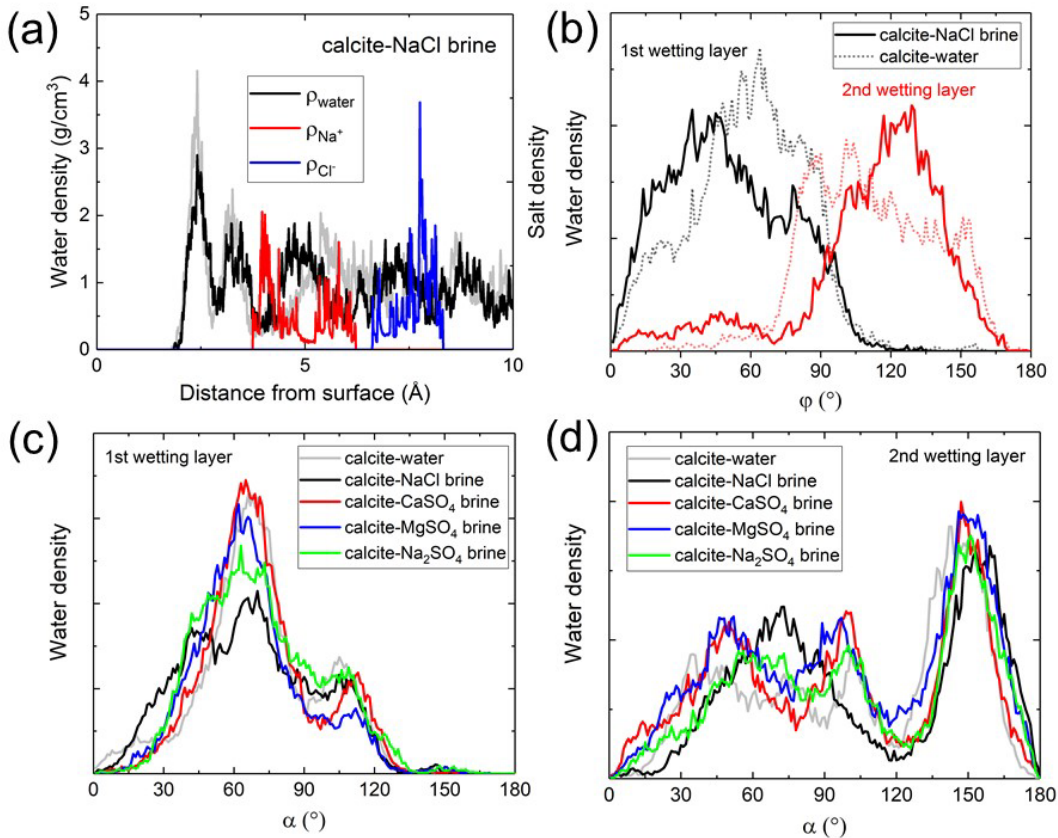 (a)
calcite-NaCl brine
Water density (g/cm³)
5
4
3
2
1
0
ρwater
ρNa⁺
ρCl⁻
0
5
10
Distance from surface (Å)
Salt density
(b)
1st wetting layer
calcite-NaCl brine
calcite-water
2nd wetting layer
Water density
0
30
60
90
120
150
180
φ (°)
(c)
1st wetting layer
calcite-water
calcite-NaCl brine
calcite-CaSO₄ brine
calcite-MgSO₄ brine
calcite-Na₂SO₄ brine
Water density
0
30
60
90
120
150
180
α (°)
(d)
calcite-water
calcite-NaCl brine
calcite-CaSO₄ brine
calcite-MgSO₄ brine
calcite-Na₂SO₄ brine
2nd wetting layer
Water density
0
30
60
90
120
150
180
α (°)